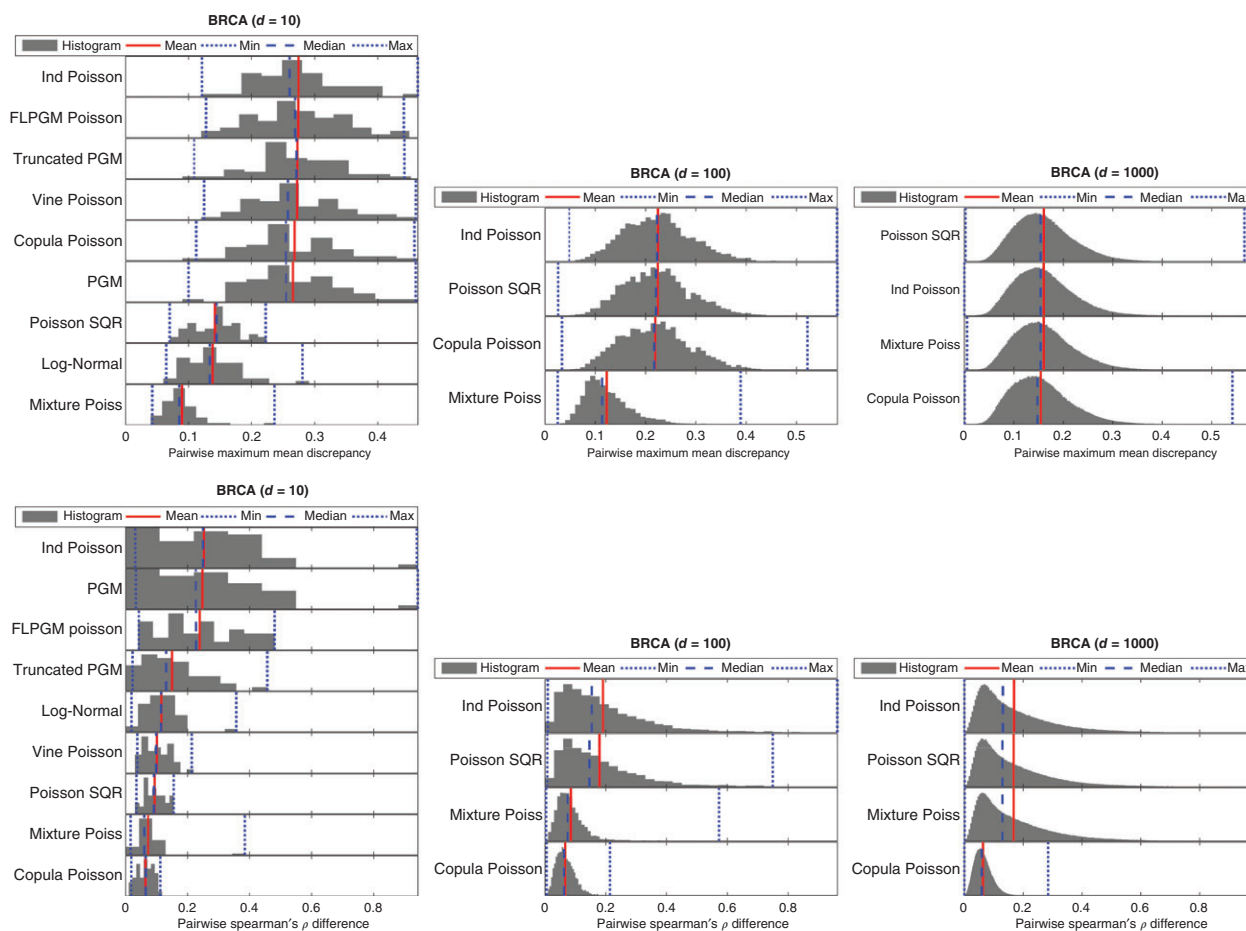 BRCA (d = 10)
Histogram Mean Min Median Max
Ind Poisson
FLPGM Poisson
Truncated PGM
Vine Poisson
Copula Poisson
PGM
Poisson SQR
Log-Normal
Mixture Poiss
0 0.1 0.2 0.3 0.4
Pairwise maximum mean discrepancy
BRCA (d = 100)
Histogram Mean Min Median Max
Ind Poisson
Poisson SQR
Copula Poisson
Mixture Poiss
0 0.1 0.2 0.3 0.4 0.5
Pairwise maximum mean discrepancy
BRCA (d = 1000)
Histogram Mean Min Median Max
Poisson SQR
Ind Poisson
Mixture Poiss
Copula Poisson
0 0.1 0.2 0.3 0.4 0.5
Pairwise maximum mean discrepancy
BRCA (d = 10)
Histogram Mean Min Median Max
Ind Poisson
PGM
FLPGM poisson
Truncated PGM
Log-Normal
Vine Poisson
Poisson SQR
Mixture Poiss
Copula Poisson
0 0.2 0.4 0.6 0.8
Pairwise spearman's ρ difference
BRCA (d = 100)
Histogram Mean Min Median Max
Ind Poisson
Poisson SQR
Mixture Poiss
Copula Poisson
0 0.2 0.4 0.6 0.8
Pairwise spearman's ρ difference
BRCA (d = 1000)
Histogram Mean Min Median Max
Ind Poisson
Poisson SQR
Mixture Poiss
Copula Poisson
0 0.2 0.4 0.6 0.8
Pairwise spearman's ρ difference